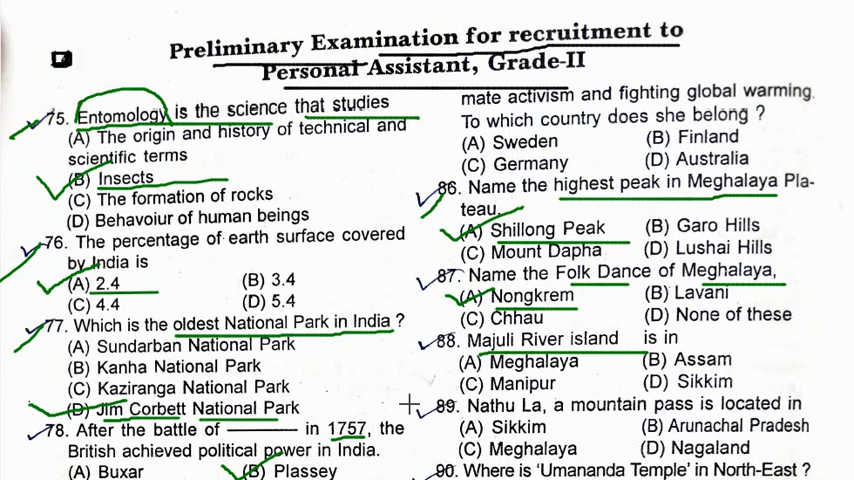 Preliminary Examination for recruitment to
Personal Assistant, Grade-II
75. Entomology is the science that studies
(A) The origin and history of technical and
scientific terms
(B) Insects
(C) The formation of rocks
(D) Behavoiur of human beings
76. The percentage of earth surface covered
by India is
(A) 2.4 (B) 3.4
(C) 4.4 (D) 5.4
77. Which is the oldest National Park in India ?
(A) Sundarban National Park
(B) Kanha National Park
(C) Kaziranga National Park
(D) Jim Corbett National Park
78. After the battle of ——— in 1757, the
British achieved political power in India.
(A) Buxar (B) Plassey
mate activism and fighting global warming.
To which country does she belong ?
(A) Sweden (B) Finland
(C) Germany (D) Australia
86. Name the highest peak in Meghalaya Pla-
teau.
(A) Shillong Peak (B) Garo Hills
(C) Mount Dapha (D) Lushai Hills
87. Name the Folk Dance of Meghalaya,
(A) Nongkrem (B) Lavani
(C) Chhau (D) None of these
88. Majuli River island is in
(A) Meghalaya (B) Assam
(C) Manipur (D) Sikkim
89. Nathu La, a mountain pass is located in
(A) Sikkim (B) Arunachal Pradesh
(C) Meghalaya (D) Nagaland
90. Where is ‘Umananda Temple’ in North-East ?